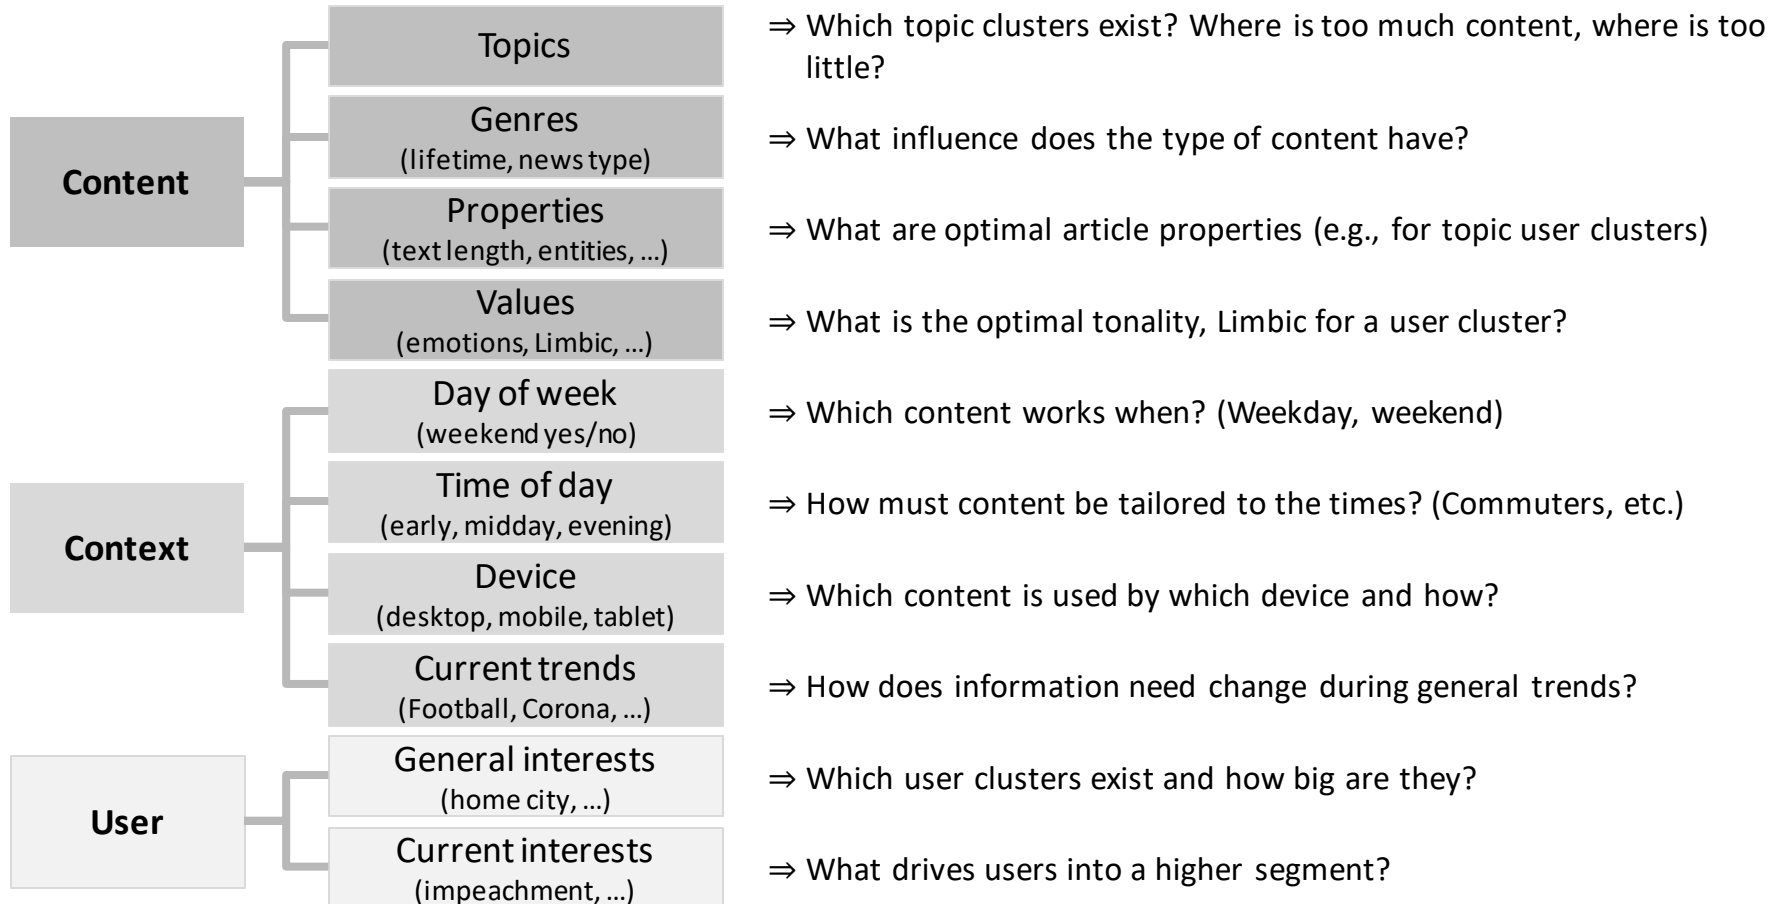 Topics
⇒ Which topic clusters exist? Where is too much content, where is too
little?
Content
Genres
(lifetime, news type)
⇒ What influence does the type of content have?
Properties
(text length, entities, ...)
⇒ What are optimal article properties (e.g., for topic user clusters)
Values
(emotions, Limbic, ...)
⇒ What is the optimal tonality, Limbic for a user cluster?
Context
Day of week
(weekend yes/no)
⇒ Which content works when? (Weekday, weekend)
Time of day
(early, midday, evening)
⇒ How must content be tailored to the times? (Commuters, etc.)
Device
(desktop, mobile, tablet)
⇒ Which content is used by which device and how?
Current trends
(Football, Corona, ...)
⇒ How does information need change during general trends?
User
General interests
(home city, ...)
⇒ Which user clusters exist and how big are they?
Current interests
(impeachment, ...)
⇒ What drives users into a higher segment?